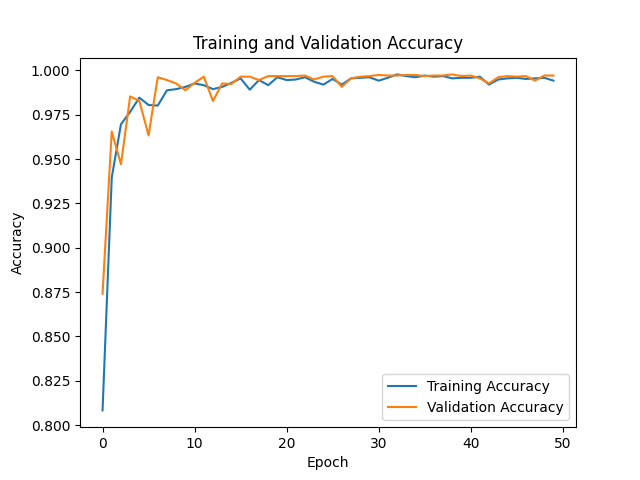 Training and Validation Accuracy
1.000
0.975
0.950
0.925
0.900
0.875
0.850
0.825
0.800
Accuracy
0 10 20 30 40 50
Epoch
Training Accuracy
Validation Accuracy